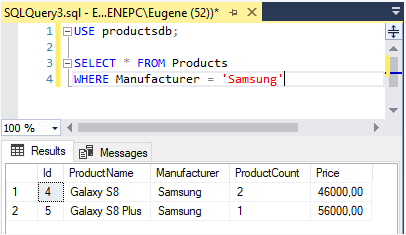 SQLQuery3.sql - E...ENEPC\Eugene (52))*
1 USE productsdb;
2
3 SELECT * FROM Products
4 WHERE Manufacturer = 'Samsung'
100 %
Results Messages
Id ProductName Manufacturer ProductCount Price
1 4 Galaxy S8 Samsung 2 46000,00
2 5 Galaxy S8 Plus Samsung 1 56000,00